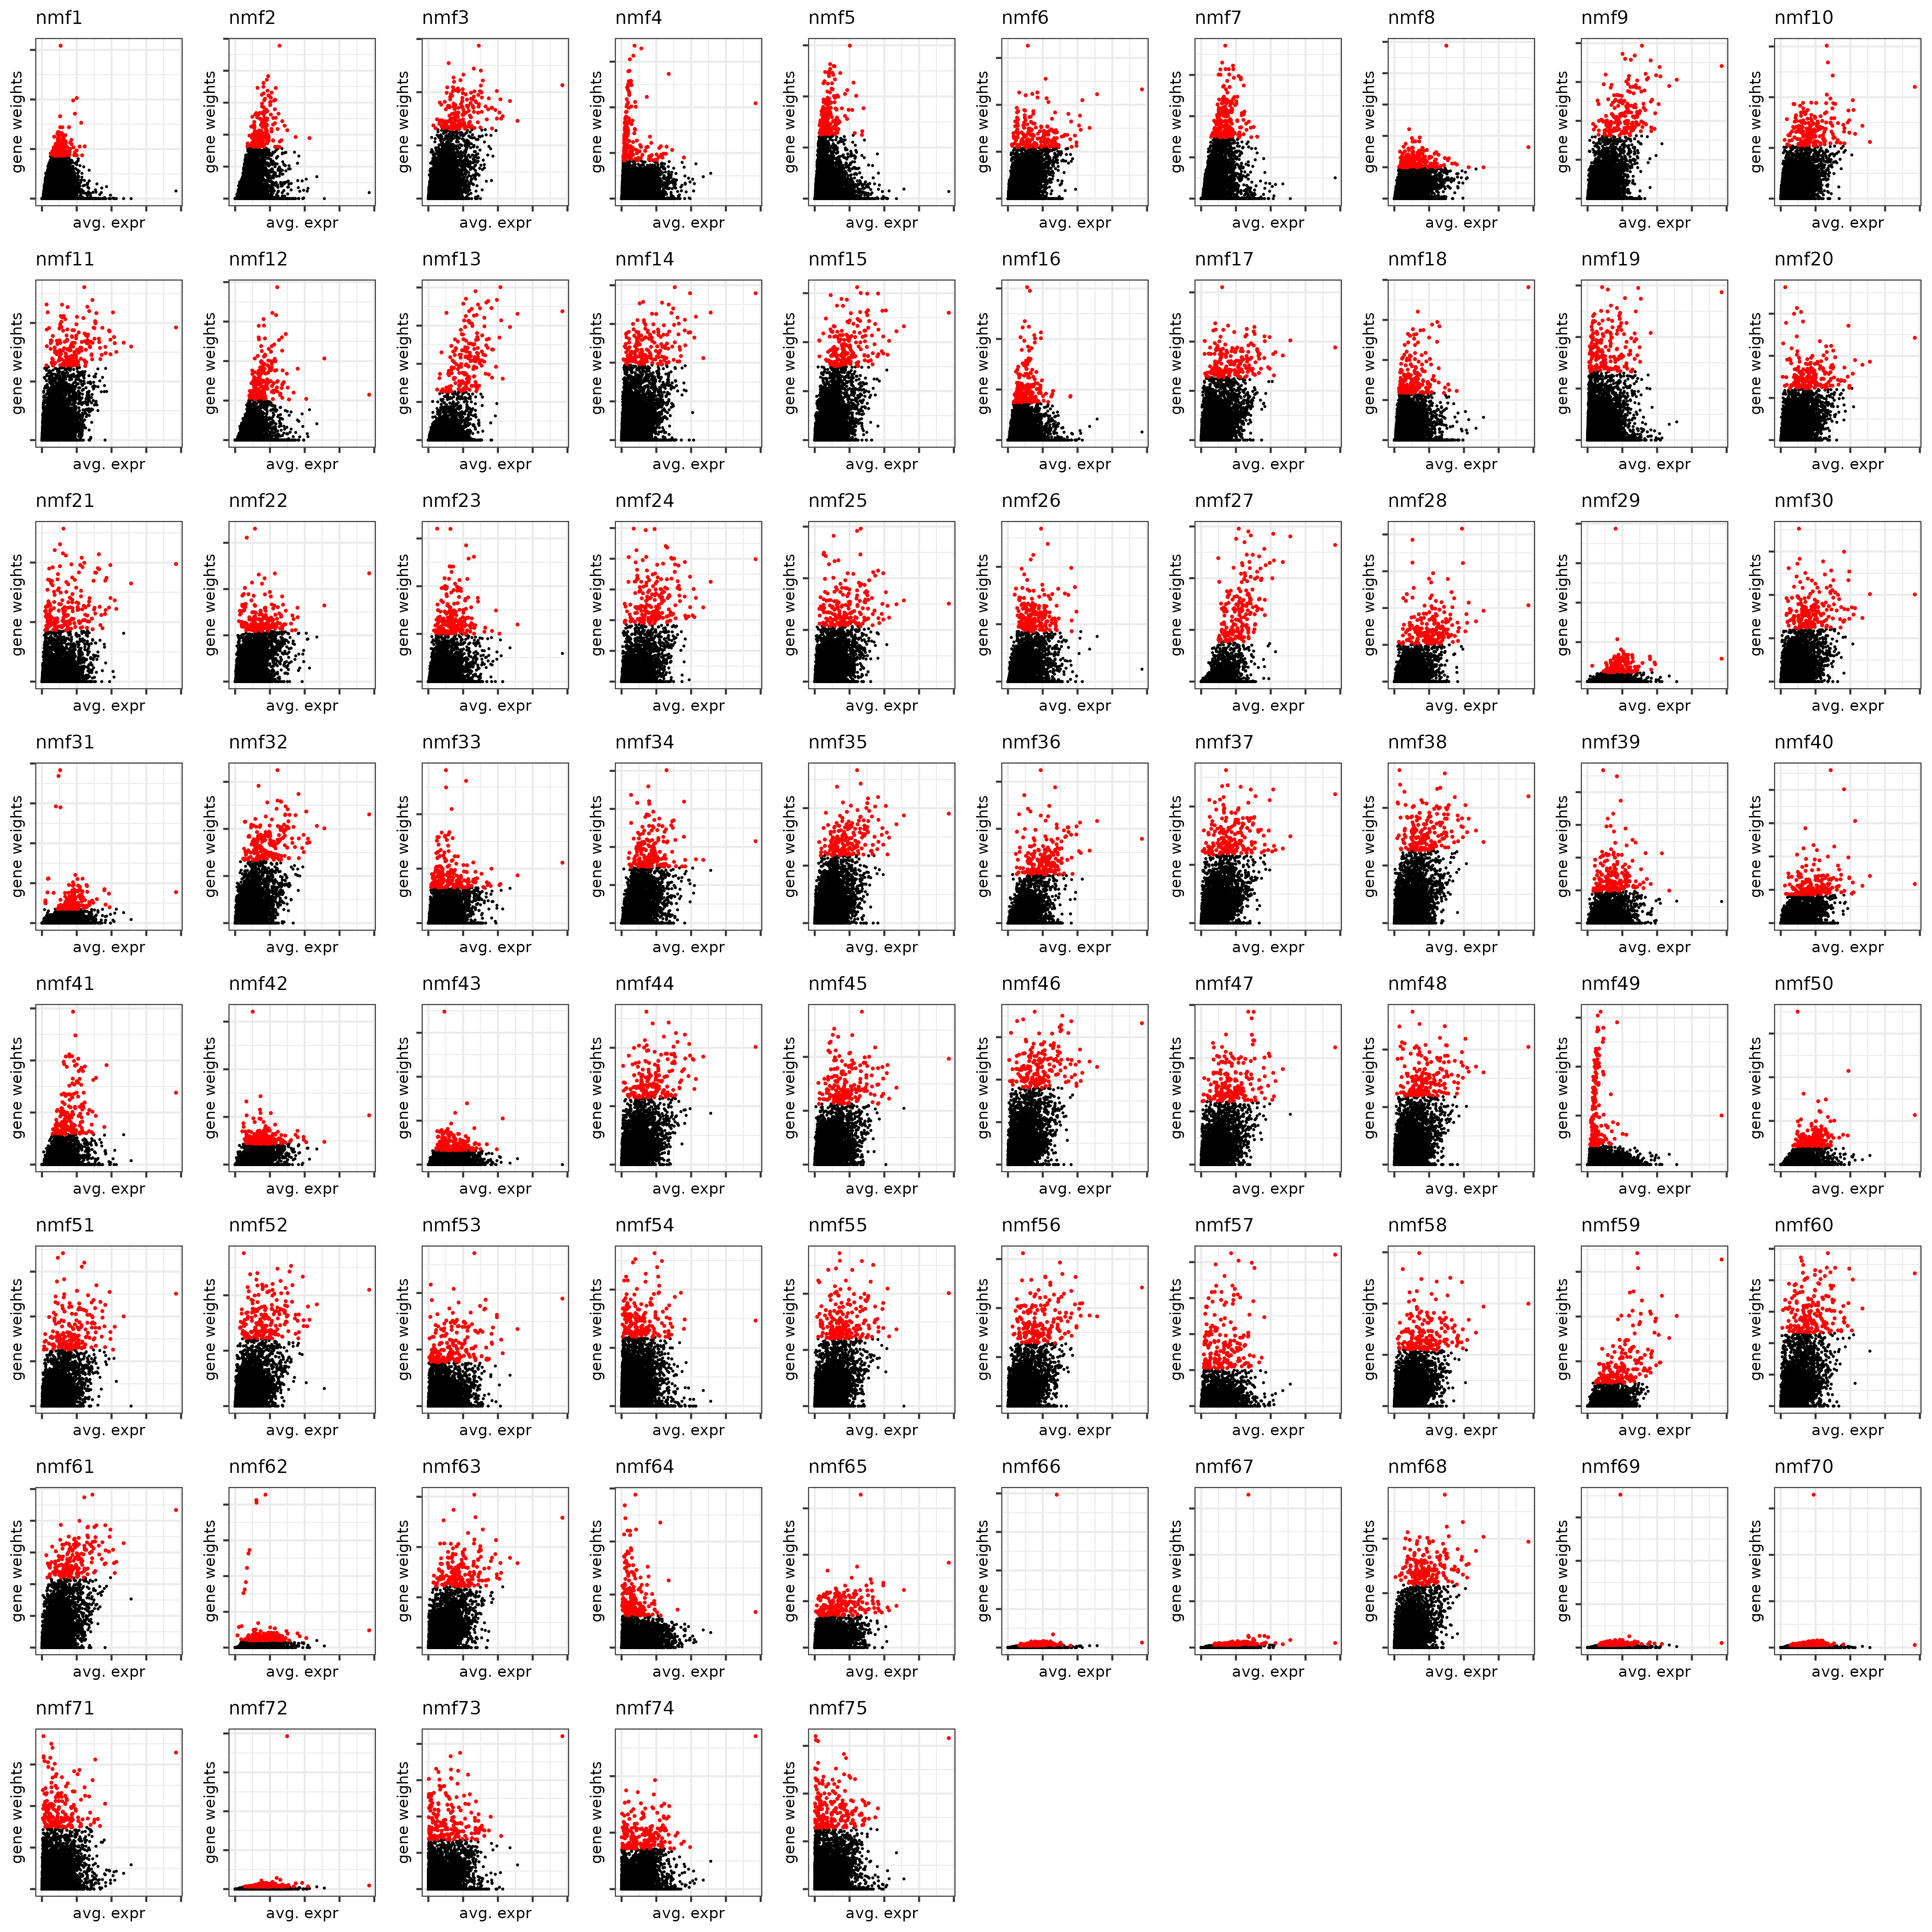 nmf1 nmf2 nmf3 nmf4 nmf5 nmf6 nmf7 nmf8 nmf9 nmf10
gene weights gene weights gene weights gene weights gene weights gene weights gene weights gene weights gene weights gene weights
avg. expr avg. expr avg. expr avg. expr avg. expr avg. expr avg. expr avg. expr avg. expr avg. expr
nmf11 nmf12 nmf13 nmf14 nmf15 nmf16 nmf17 nmf18 nmf19 nmf20
gene weights gene weights gene weights gene weights gene weights gene weights gene weights gene weights gene weights gene weights
avg. expr avg. expr avg. expr avg. expr avg. expr avg. expr avg. expr avg. expr avg. expr avg. expr
nmf21 nmf22 nmf23 nmf24 nmf25 nmf26 nmf27 nmf28 nmf29 nmf30
gene weights gene weights gene weights gene weights gene weights gene weights gene weights gene weights gene weights gene weights
avg. expr avg. expr avg. expr avg. expr avg. expr avg. expr avg. expr avg. expr avg. expr avg. expr
nmf31 nmf32 nmf33 nmf34 nmf35 nmf36 nmf37 nmf38 nmf39 nmf40
gene weights gene weights gene weights gene weights gene weights gene weights gene weights gene weights gene weights gene weights
avg. expr avg. expr avg. expr avg. expr avg. expr avg. expr avg. expr avg. expr avg. expr avg. expr
nmf41 nmf42 nmf43 nmf44 nmf45 nmf46 nmf47 nmf48 nmf49 nmf50
gene weights gene weights gene weights gene weights gene weights gene weights gene weights gene weights gene weights gene weights
avg. expr avg. expr avg. expr avg. expr avg. expr avg. expr avg. expr avg. expr avg. expr avg. expr
nmf51 nmf52 nmf53 nmf54 nmf55 nmf56 nmf57 nmf58 nmf59 nmf60
gene weights gene weights gene weights gene weights gene weights gene weights gene weights gene weights gene weights gene weights
avg. expr avg. expr avg. expr avg. expr avg. expr avg. expr avg. expr avg. expr avg. expr avg. expr
nmf61 nmf62 nmf63 nmf64 nmf65 nmf66 nmf67 nmf68 nmf69 nmf70
gene weights gene weights gene weights gene weights gene weights gene weights gene weights gene weights gene weights gene weights
avg. expr avg. expr avg. expr avg. expr avg. expr avg. expr avg. expr avg. expr avg. expr avg. expr
nmf71 nmf72 nmf73 nmf74 nmf75
gene weights gene weights gene weights gene weights gene weights
avg. expr avg. expr avg. expr avg. expr avg. expr